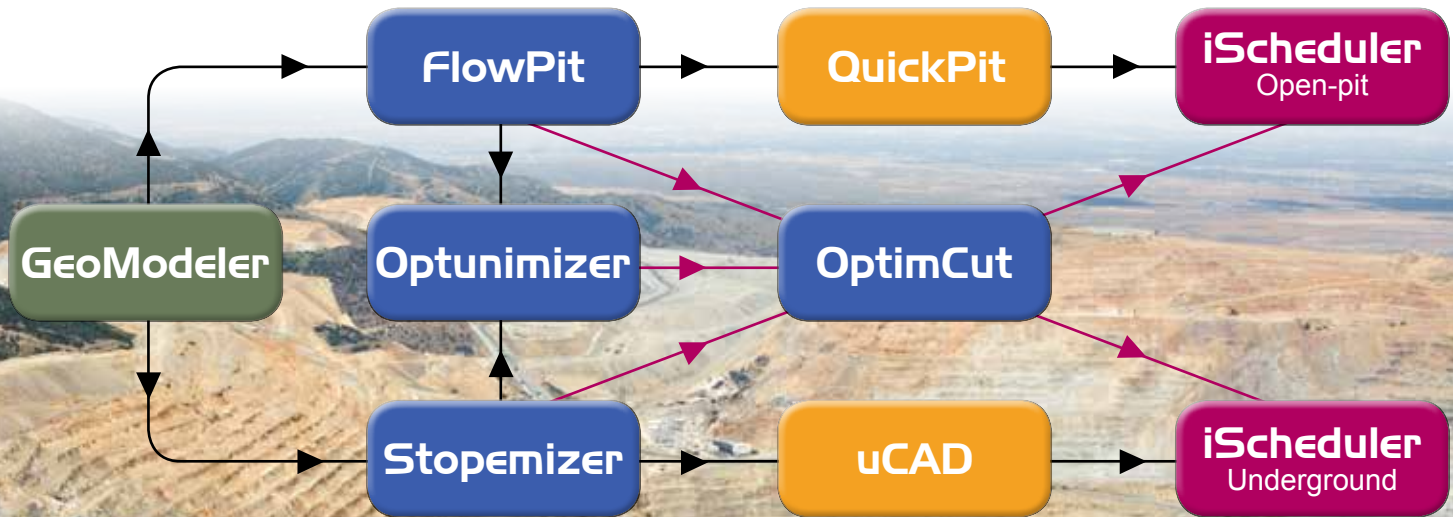 FlowPit
QuickPit
iScheduler
Open-pit
GeoModeler
Optunimizer
OptimCut
Stopemizer
uCAD
iScheduler
Underground